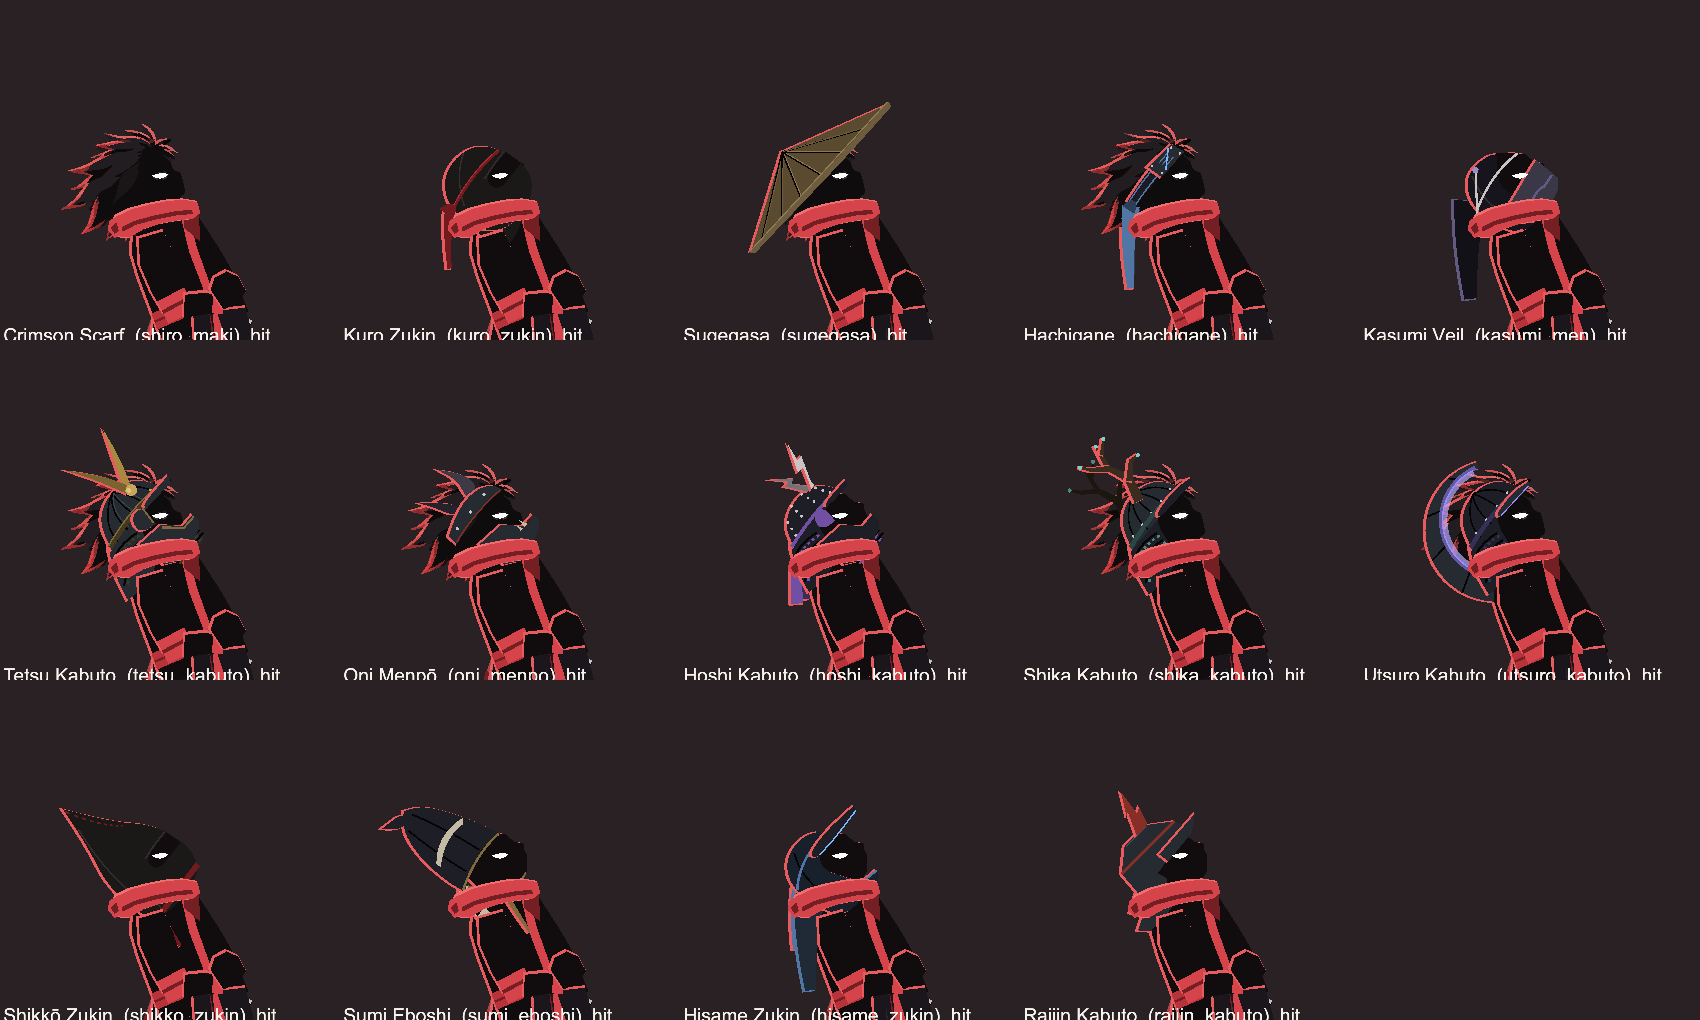 Crimson Scarf (shiro_maki) hit
Kuro Zukin (kuro_zukin) hit
Sugegasa (sugegasa) hit
Hachigane (hachigane) hit
Kasumi Veil (kasumi_men) hit
Tetsu Kabuto (tetsu_kabuto) hit
Oni Menpō (oni_menpo) hit
Hoshi Kabuto (hoshi_kabuto) hit
Shika Kabuto (shika_kabuto) hit
Utsuro Kabuto (utsuro_kabuto) hit
Shikkō Zukin (shikko_zukin) hit
Sumi Eboshi (sumi_eboshi) hit
Hisame Zukin (hisame_zukin) hit
Raijin Kabuto (raijin_kabuto) hit